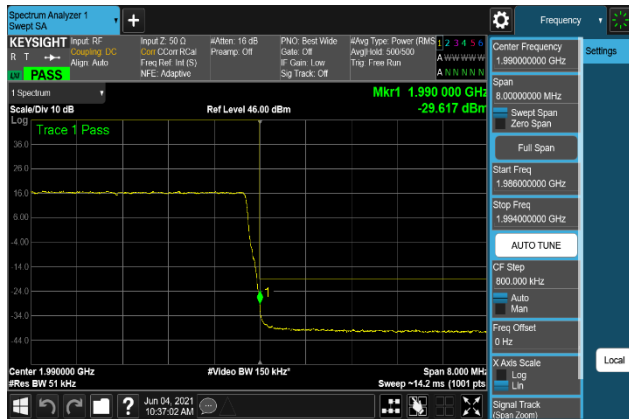 Spectrum Analyzer 1
Swept SA
Frequency
KEYSIGHT
R T
LW PASS
Input: RF
Coupling: DC
Align: Auto
Input Z: 50 Ω
Corr CCorr RCal
Freq Ref: Int (S)
NFE: Adaptive
#Atten: 16 dB
Preamp: Off
PNO: Best Wide
Gate: Off
IF Gain: Low
Sig Track: Off
#Avg Type: Power (RMS
Avg|Hold: 500/500
Trig: Free Run
1 2 3 4 5 6
A W W W W W
A N N N N N
1 Spectrum
Scale/Div 10 dB
Log
Ref Level 46.00 dBm
Mkr1 1.990 000 GHz
-29.617 dBm
Trace 1 Pass
36.0
26.0
16.0
6.00
-4.00
-14.0
-24.0
-34.0
-44.0
1
Center 1.990000 GHz
#Res BW 51 kHz
#Video BW 150 kHz*
Span 8.000 MHz
Sweep ~14.2 ms (1001 pts
Jun 04, 2021
10:37:02 AM
Center Frequency
1.990000000 GHz
Span
8.00000000 MHz
Swept Span
Zero Span
Full Span
Start Freq
1.986000000 GHz
Stop Freq
1.994000000 GHz
AUTO TUNE
CF Step
800.000 kHz
Auto
Man
Freq Offset
0 Hz
X Axis Scale
Log
Lin
Signal Track
(Span Zoom)
Settings
Local